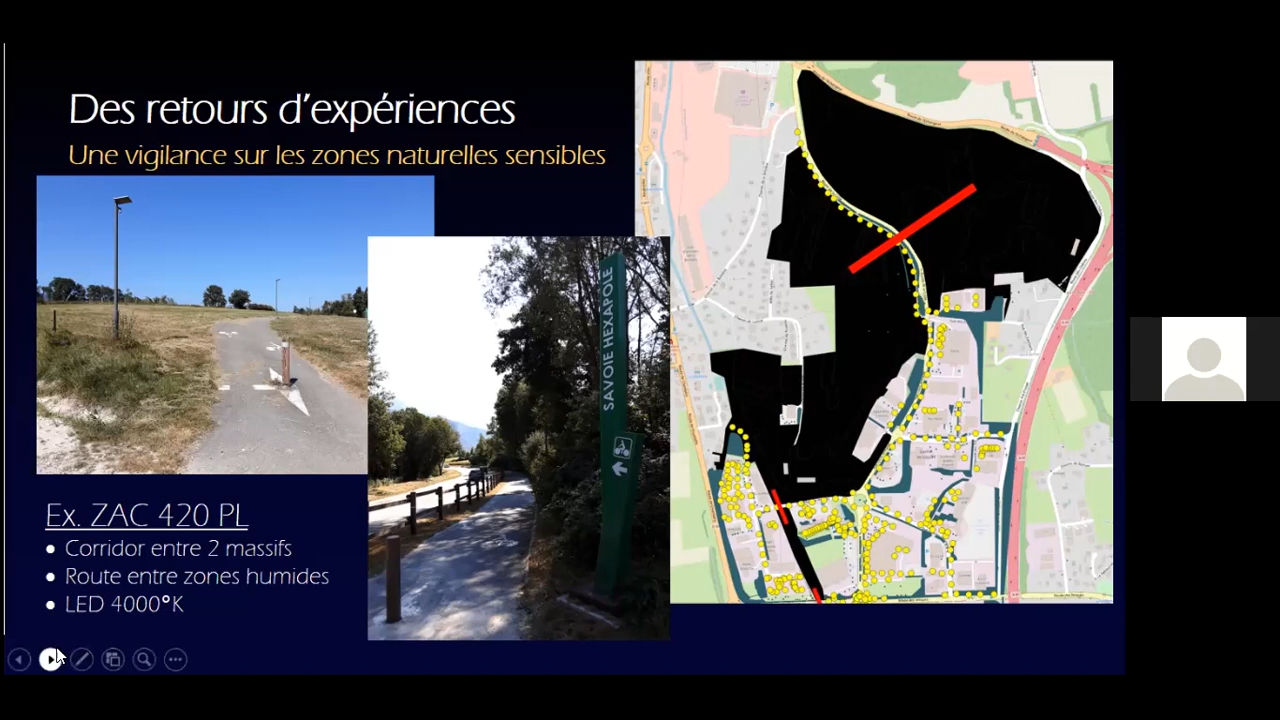 Des retours d'expériences
Une vigilance sur les zones naturelles sensibles
SAVOIE HEXAPOLE
Ex. ZAC 420 PL
• Corridor entre 2 massifs
• Route entre zones humides
• LED 4000°K